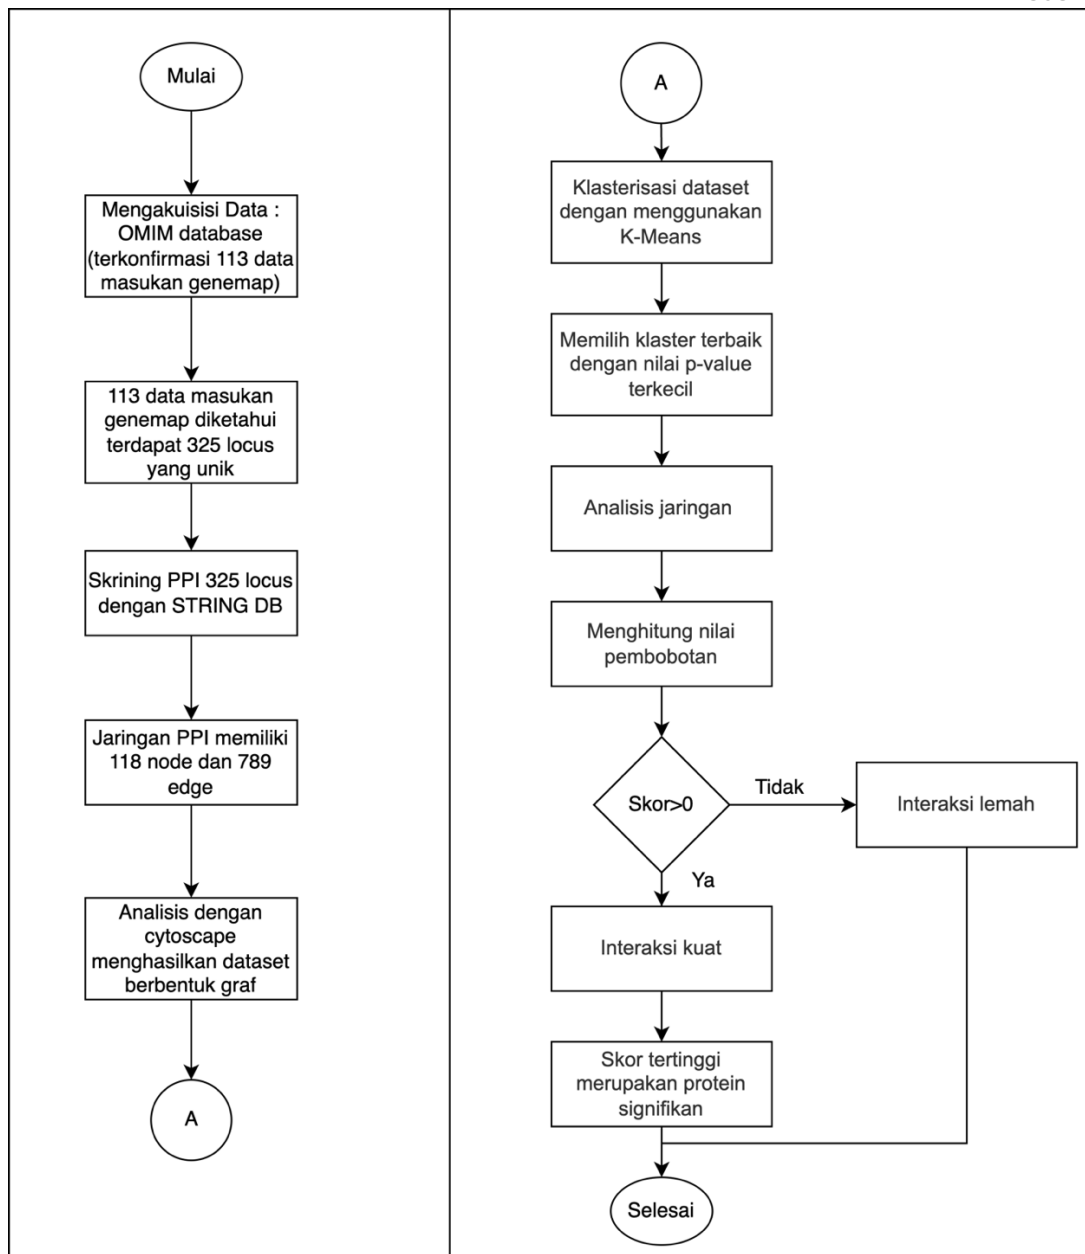 Mulai
Mengakuisisi Data :
OMIM database
(terkonfirmasi 113 data
masukan genemap)
113 data masukan
genemap diketahui
terdapat 325 locus
yang unik
Skrining PPI 325 locus
dengan STRING DB
Jaringan PPI memiliki
118 node dan 789
edge
Analisis dengan
cytoscape
menghasilkan dataset
berbentuk graf
A
A
Klasterisasi dataset
dengan menggunakan
K-Means
Memilih klaster terbaik
dengan nilai p-value
terkecil
Analisis jaringan
Menghitung nilai
pembobotan
Skor>0
Tidak
Interaksi lemah
Ya
Interaksi kuat
Skor tertinggi
merupakan protein
signifikan
Selesai